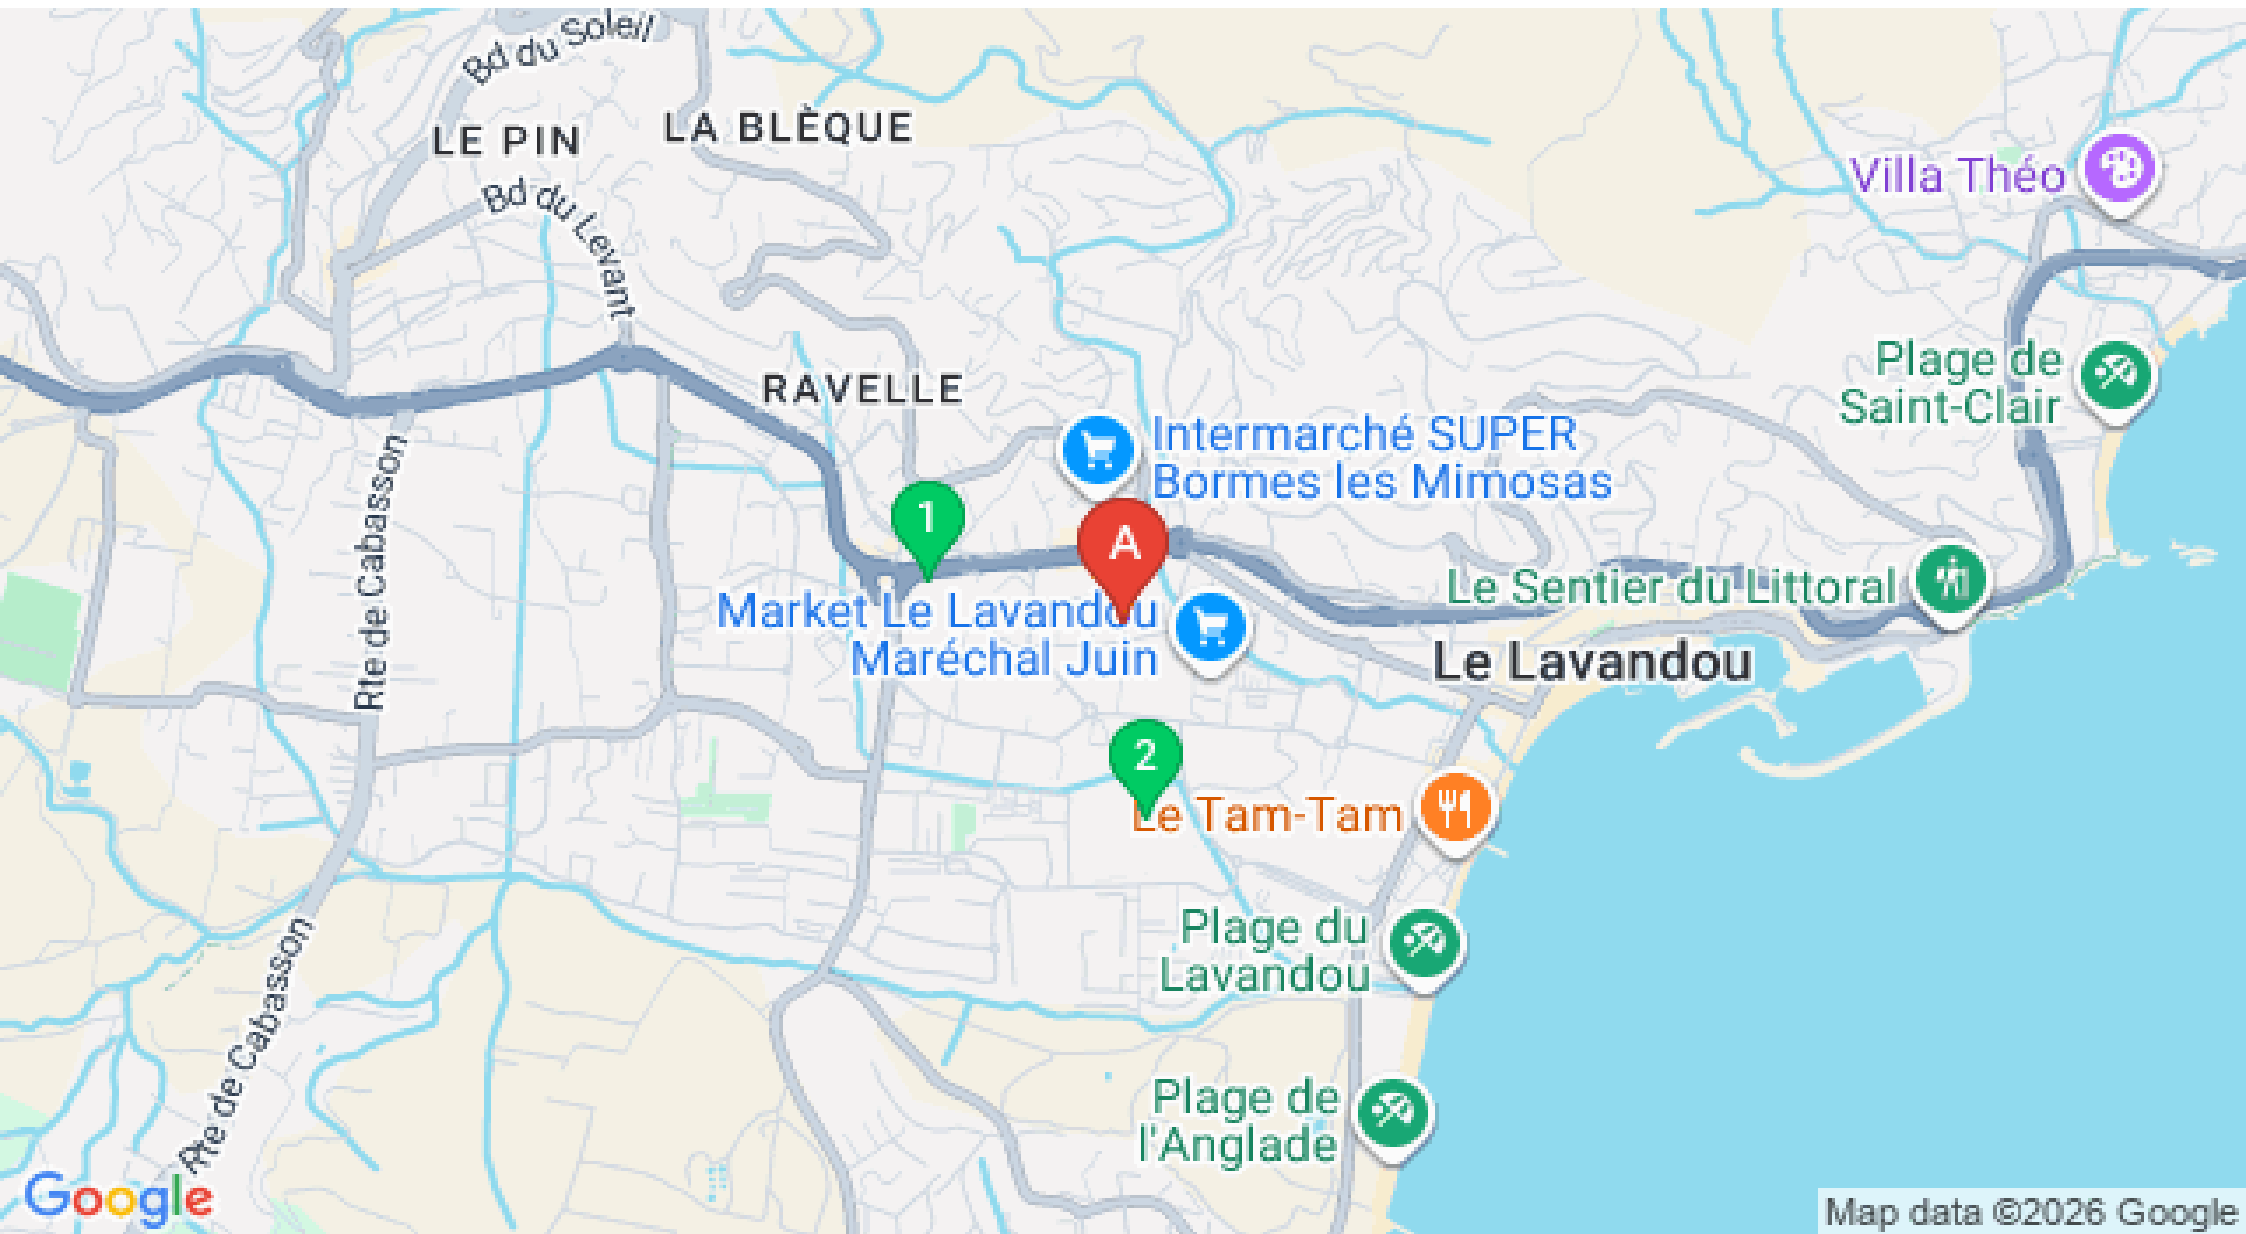 Bd du Soleil
LE PIN
LA BLÈQUE
Bd du Levant
Villa Théo
RAVELLE
Plage de
Saint-Clair
Intermarché SUPER
Bormes les Mimosas
Rte de Cabasson
1
A
Market Le Lavandou
Maréchal Juin
Le Sentier du Littoral
Le Lavandou
2
Le Tam-Tam
Plage du
Lavandou
Rte de Cabasson
Plage de
l'Anglade
Google
Map data ©2026 Google